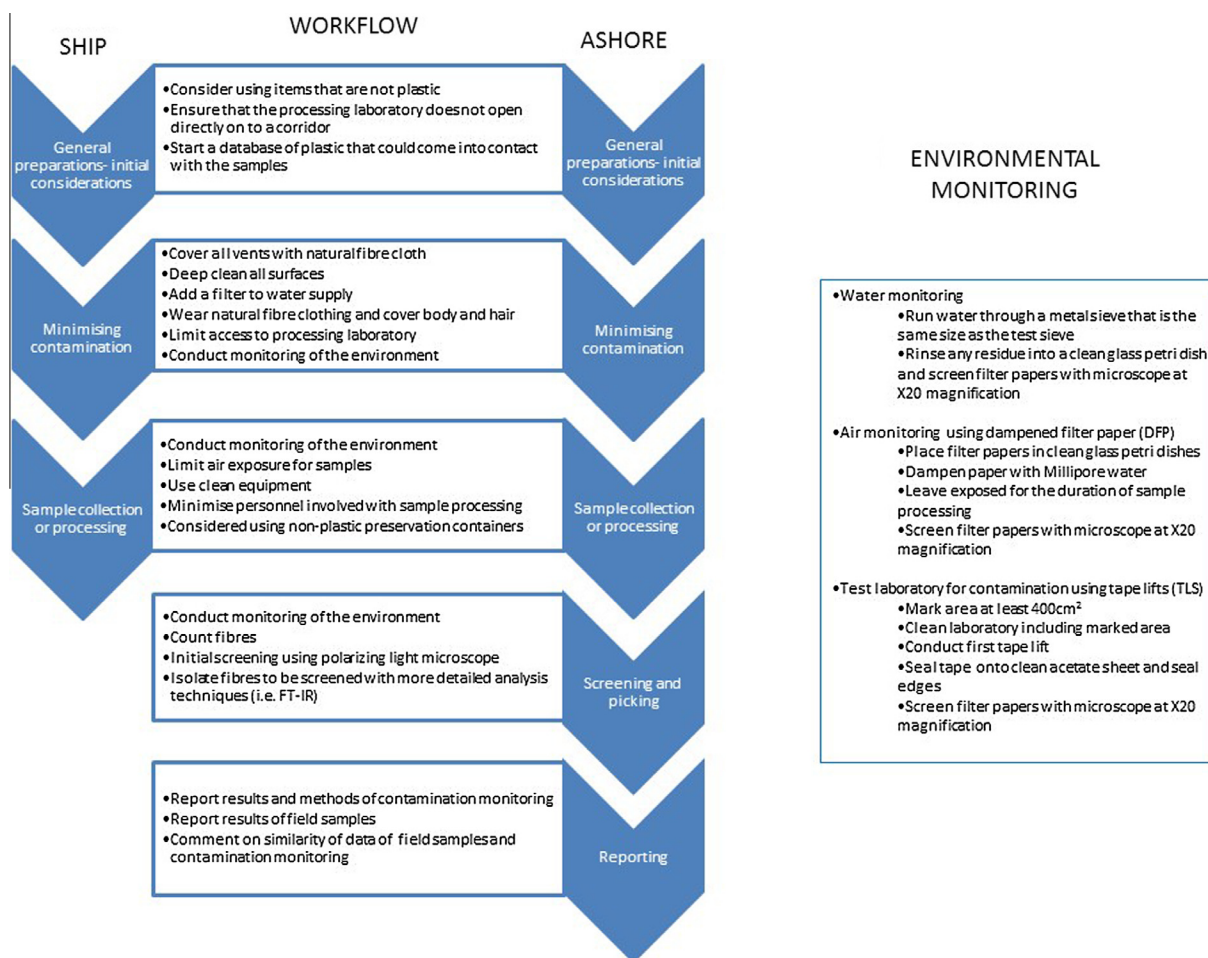 WORKFLOW
SHIP
ASHORE
General
preparations- initial
considerations
•Consider using items that are not plastic
•Ensure that the processing laboratory does not open
directly on to a corridor
•Start a database of plastic that could come into contact
with the samples
General
preparations- initial
considerations
Minimising
contamination
•Cover all vents with natural fibre cloth
•Deep clean all surfaces
•Add a filter to water supply
•Wear natural fibre clothing and cover body and hair
•Limit access to processing laboratory
•Conduct monitoring of the environment
Minimising
contamination
Sample collection
or processing
•Conduct monitoring of the environment
•Limit air exposure for samples
•Use clean equipment
•Minimise personnel involved with sample processing
•Considered using non-plastic preservation containers
Sample collection
or processing
•Conduct monitoring of the environment
•Count fibres
•Initial screening using polarizing light microscope
•Isolate fibres to be screened with more detailed analysis
techniques (i.e. FT-IR)
Screening and
picking
•Report results and methods of contamination monitoring
•Report results of field samples
•Comment on similarity of data of field samples and
contamination monitoring
Reporting
ENVIRONMENTAL
MONITORING
•Water monitoring
•Run water through a metal sieve that is the
same size as the test sieve
•Rinse any residue into a clean glass petri dish
and screen filter papers with microscope at
X20 magnification
•Air monitoring using dampened filter paper (DFP)
•Place filter papers in clean glass petri dishes
•Dampen paper with Millipore water
•Leave exposed for the duration of sample
processing
•Screen filter papers with microscope at X20
magnification
•Test laboratory for contamination using tape lifts (TLS)
•Mark area at least 400cm²
•Clean laboratory including marked area
•Conduct first tape lift
•Seal tape onto clean acetate sheet and seal
edges
•Screen filter papers with microscope at X20
magnification